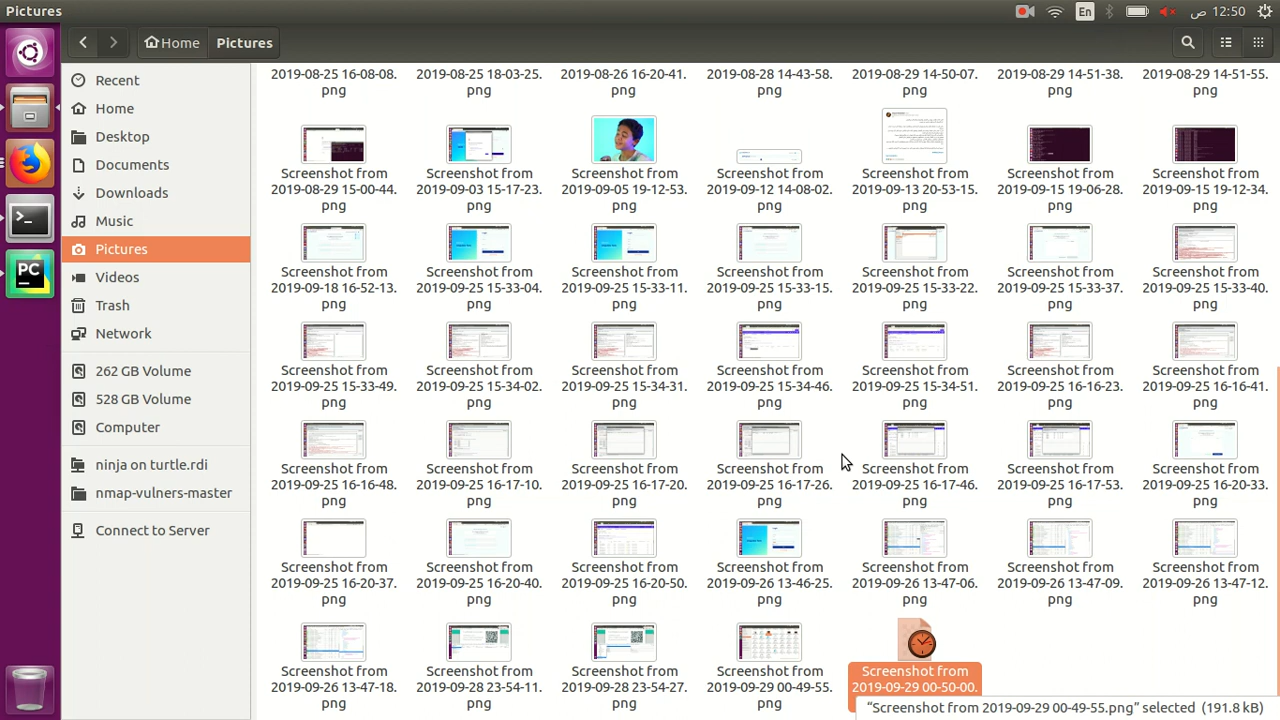 Pictures
En
ص 12:50
Home
Pictures
Recent
Home
Desktop
Documents
Downloads
Music
Pictures
Videos
Trash
Network
262 GB Volume
528 GB Volume
Computer
ninja on turtle.rdi
nmap-vulners-master
Connect to Server
PC
2019-08-25 16-08-08. 2019-08-25 18-03-25. 2019-08-26 16-20-41. 2019-08-28 14-43-58. 2019-08-29 14-50-07. 2019-08-29 14-51-38. 2019-08-29 14-51-55.
png png png png png png png
Screenshot from Screenshot from Screenshot from Screenshot from Screenshot from Screenshot from Screenshot from
2019-08-29 15-00-44. 2019-09-03 15-17-23. 2019-09-05 19-12-53. 2019-09-12 14-08-02. 2019-09-13 20-53-15. 2019-09-15 19-06-28. 2019-09-15 19-12-34.
png png png png png png png
Screenshot from Screenshot from Screenshot from Screenshot from Screenshot from Screenshot from Screenshot from
2019-09-18 16-52-13. 2019-09-25 15-33-04. 2019-09-25 15-33-11. 2019-09-25 15-33-15. 2019-09-25 15-33-22. 2019-09-25 15-33-37. 2019-09-25 15-33-40.
png png png png png png png
Screenshot from Screenshot from Screenshot from Screenshot from Screenshot from Screenshot from Screenshot from
2019-09-25 15-33-49. 2019-09-25 15-34-02. 2019-09-25 15-34-31. 2019-09-25 15-34-46. 2019-09-25 15-34-51. 2019-09-25 16-16-23. 2019-09-25 16-16-41.
png png png png png png png
Screenshot from Screenshot from Screenshot from Screenshot from Screenshot from Screenshot from Screenshot from
2019-09-25 16-16-48. 2019-09-25 16-17-10. 2019-09-25 16-17-20. 2019-09-25 16-17-26. 2019-09-25 16-17-46. 2019-09-25 16-17-53. 2019-09-25 16-20-33.
png png png png png png png
Screenshot from Screenshot from Screenshot from Screenshot from Screenshot from Screenshot from Screenshot from
2019-09-25 16-20-37. 2019-09-25 16-20-40. 2019-09-25 16-20-50. 2019-09-26 13-46-25. 2019-09-26 13-47-06. 2019-09-26 13-47-09. 2019-09-26 13-47-12.
png png png png png png png
Screenshot from Screenshot from Screenshot from Screenshot from Screenshot from
2019-09-26 13-47-18. 2019-09-28 23-54-11. 2019-09-28 23-54-27. 2019-09-29 00-49-55. 2019-09-29 00-50-00.
png png png png
“Screenshot from 2019-09-29 00-49-55.png” selected (191.8 kB)